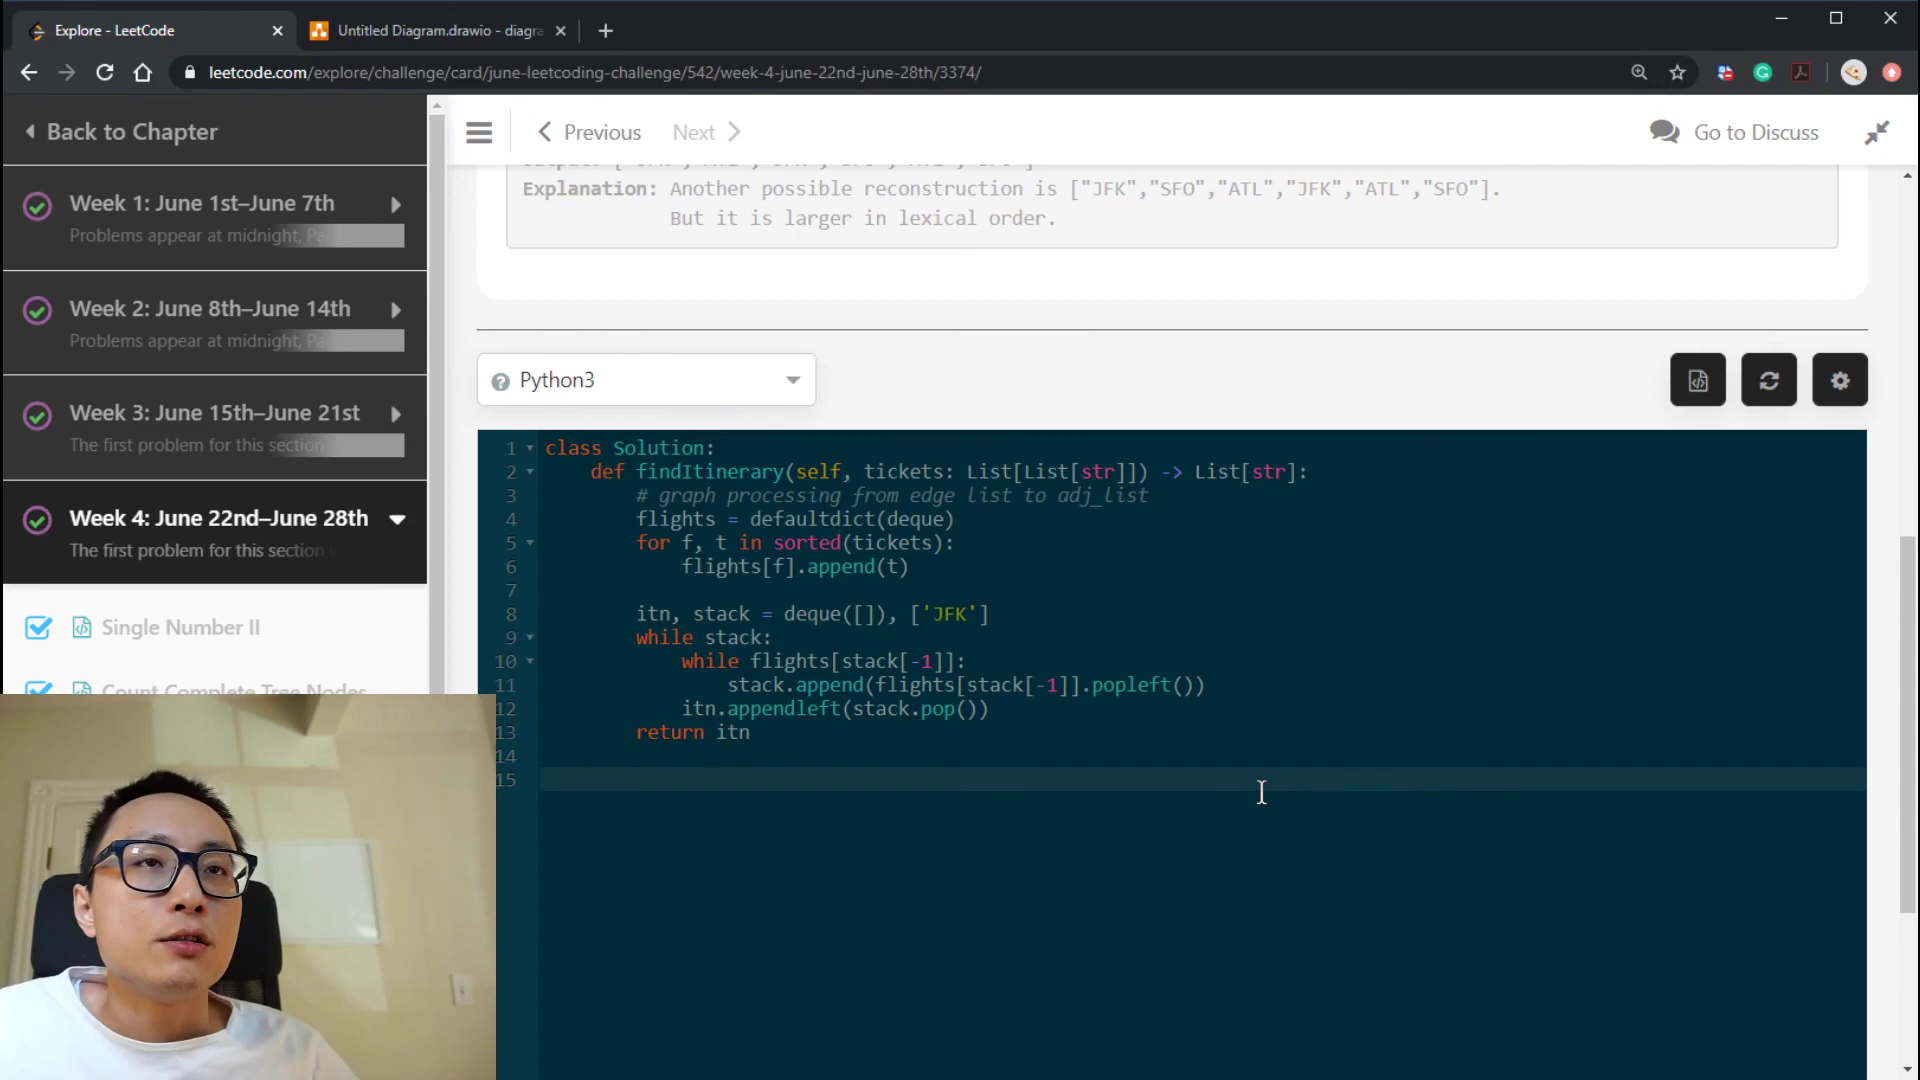 Explore - LeetCode
Untitled Diagram.drawio - diagra
leetcode.com/explore/challenge/card/june-leetcoding-challenge/542/week-4-june-22nd-june-28th/3374/
Back to Chapter
Previous
Next
Go to Discuss
Week 1: June 1st–June 7th
Problems appear at midnight, Pa
Week 2: June 8th–June 14th
Problems appear at midnight, Pa
Week 3: June 15th–June 21st
The first problem for this section
Week 4: June 22nd–June 28th
The first problem for this section
Single Number II
Count Complete Tree Nodes
Explanation: Another possible reconstruction is ["JFK","SFO","ATL","JFK","ATL","SFO"].
But it is larger in lexical order.
Python3
1 class Solution:
2 def findItinerary(self, tickets: List[List[str]]) -> List[str]:
3 # graph processing from edge list to adj_list
4 flights = defaultdict(deque)
5 for f, t in sorted(tickets):
6 flights[f].append(t)
7
8 itn, stack = deque([]), ['JFK']
9 while stack:
10 while flights[stack[-1]]:
11 stack.append(flights[stack[-1]].popleft())
12 itn.appendleft(stack.pop())
13 return itn
14
15